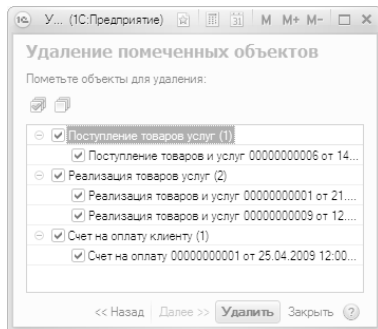 У... (1С:Предприятие) 31 M M+ M-
Удаление помеченных объектов
Пометьте объекты для удаления:
Поступление товаров услуг (1)
Поступление товаров и услуг 00000000006 от 14...
Реализация товаров услуг (2)
Реализация товаров и услуг 00000000001 от 21....
Реализация товаров и услуг 00000000009 от 12....
Счет на оплату клиенту (1)
Счет на оплату 00000000001 от 25.04.2009 12:00...
<< Назад Далее >> Удалить Закрыть ?